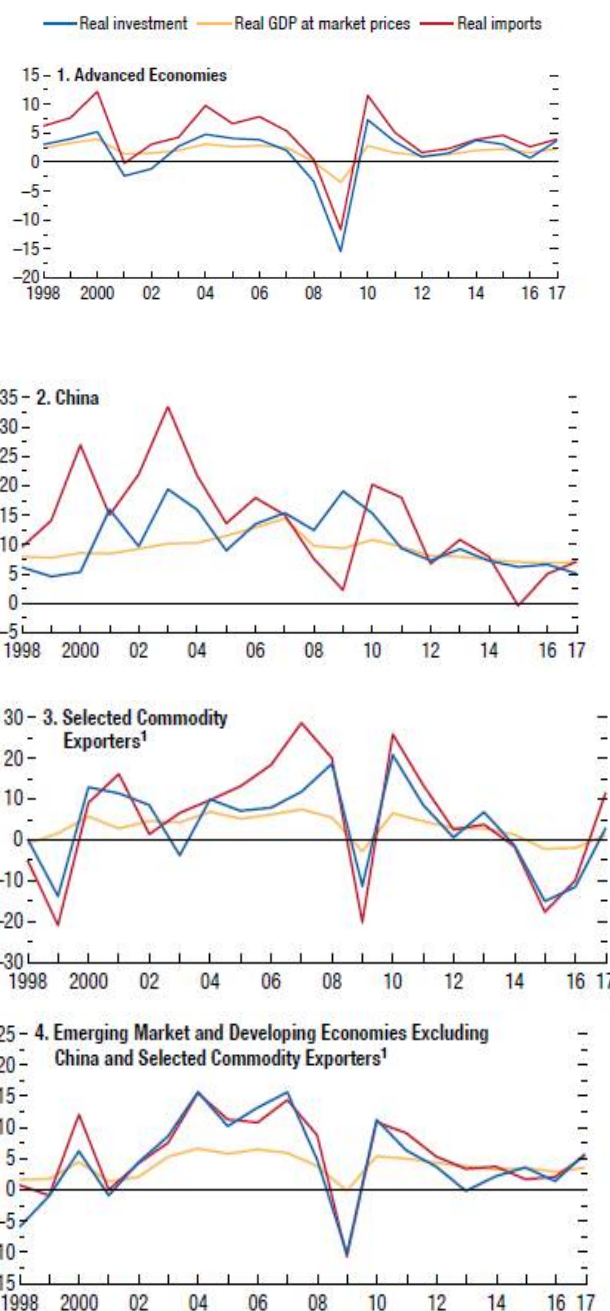 Real investment Real GDP at market prices Real imports
15 1. Advanced Economies
10
5
0
–5
–10
–15
–20
1998 2000 02 04 06 08 10 12 14 16 17
35 2. China
30
25
20
15
10
5
0
–5
1998 2000 02 04 06 08 10 12 14 16 17
30 3. Selected Commodity
Exporters¹
20
10
0
–10
–20
–30
1998 2000 02 04 06 08 10 12 14 16 17
25 4. Emerging Market and Developing Economies Excluding
20 China and Selected Commodity Exporters¹
15
10
5
0
–5
10
15
1998 2000 02 04 06 08 10 12 14 16 17